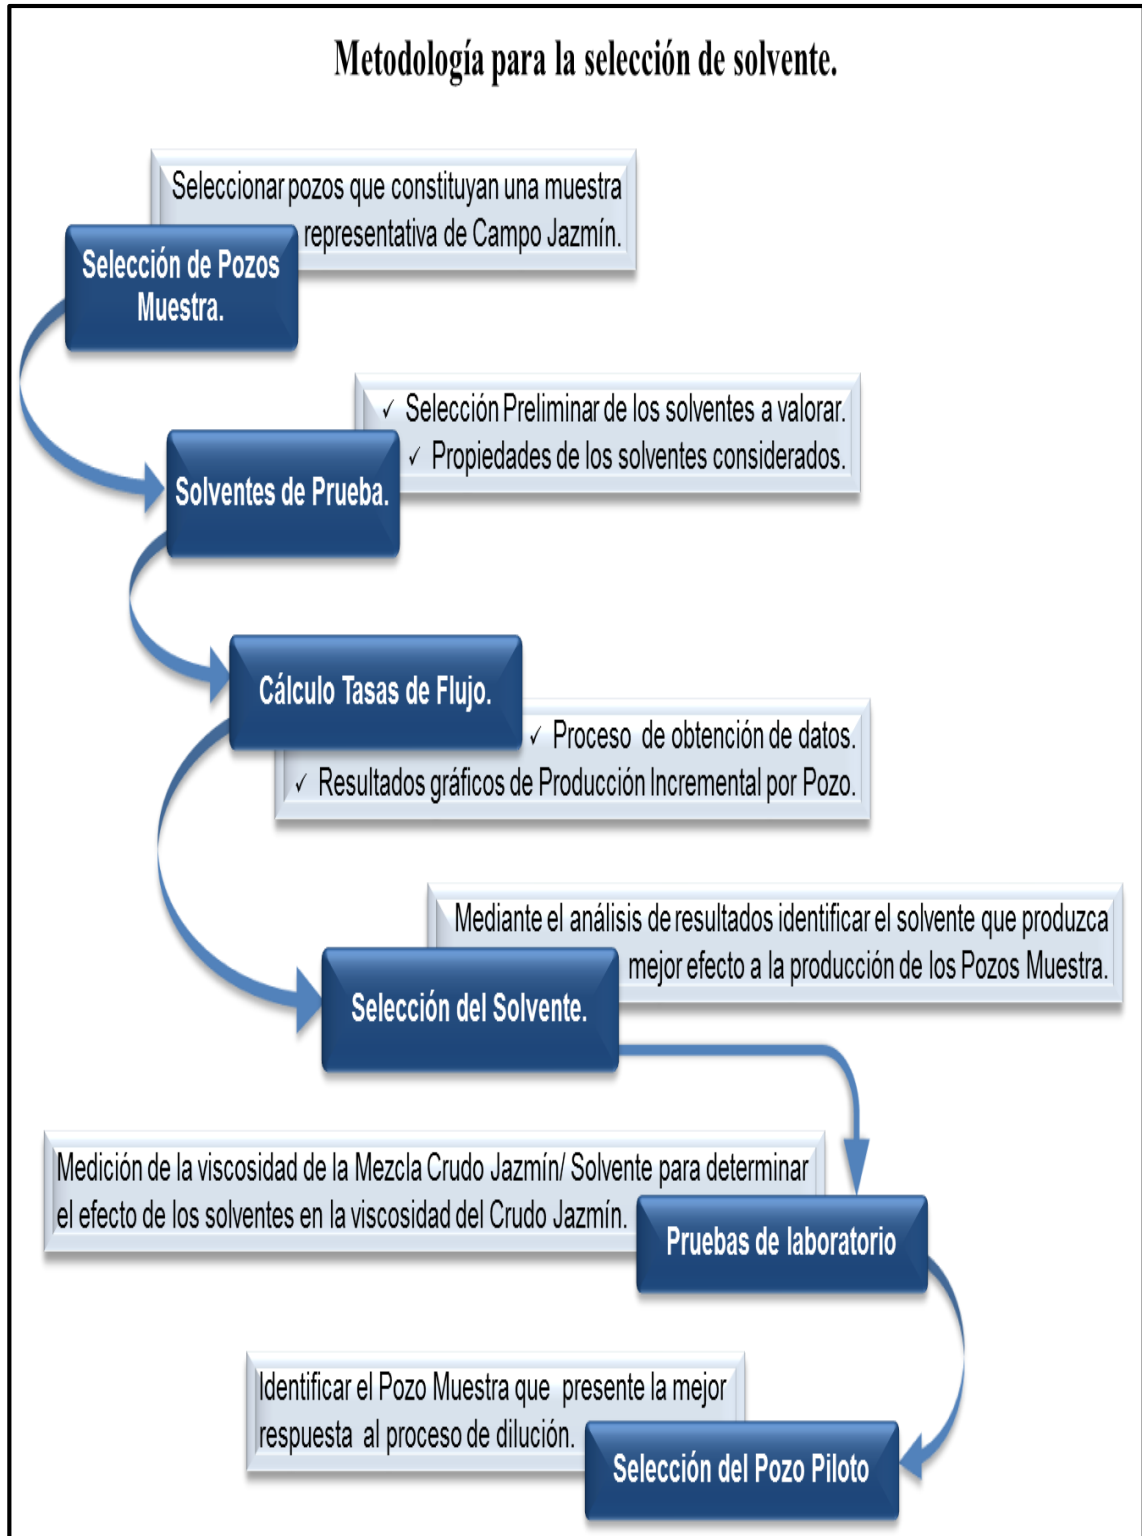 Metodología para la selección de solvente.
Seleccionar pozos que constituyan una muestra
representativa de Campo Jazmín.
Selección de Pozos
Muestra.
✓ Selección Preliminar de los solventes a valorar.
✓ Propiedades de los solventes considerados.
Solventes de Prueba.
Cálculo Tasas de Flujo.
✓ Proceso de obtención de datos.
✓ Resultados gráficos de Producción Incremental por Pozo.
Mediante el análisis de resultados identificar el solvente que produzca
mejor efecto a la producción de los Pozos Muestra.
Selección del Solvente.
Medición de la viscosidad de la Mezcla Crudo Jazmín/ Solvente para determinar
el efecto de los solventes en la viscosidad del Crudo Jazmín.
Pruebas de laboratorio
Identificar el Pozo Muestra que presente la mejor
respuesta al proceso de dilución.
Selección del Pozo Piloto